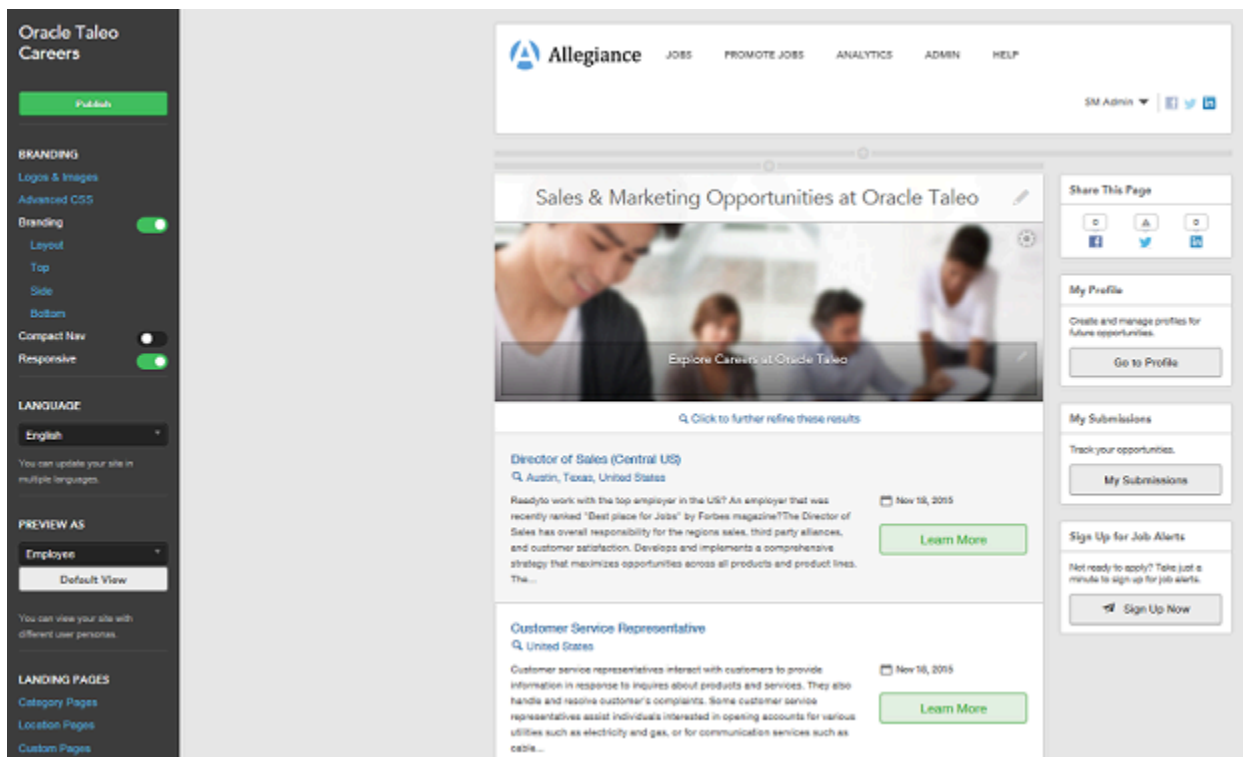 Oracle Taleo
Careers
Publish
BRANDING
Logos & Images
Advanced CSS
Branding
Layout
Top
Side
Bottom
Compact Nav
Responsive
LANGUAGE
English
You can update your site in
multiple languages.
PREVIEW AS
Employee
Default View
You can view your site with
different user personas.
LANDING PAGES
Category Pages
Location Pages
Custom Pages
Allegiance
JOBS PROMOTE JOBS ANALYTICS ADMIN HELP
SM Admin
Sales & Marketing Opportunities at Oracle Taleo
Explore Careers at Oracle Taleo
Click to further refine these results
Director of Sales (Central US)
Austin, Texas, United States
Readyto work with the top employer in the US? An employer that was
recently ranked "Best place for Jobs" by Forbes magazine?The Director of
Sales has overall responsibility for the regions sales, third party alliances,
and customer satisfaction. Develops and implements a comprehensive
strategy that maximizes opportunities across all products and product lines.
The...
Nov 18, 2015
Learn More
Customer Service Representative
United States
Customer service representatives interact with customers to provide
information in response to inquires about products and services. They also
handle and resolve customer's complaints. Some customer service
representatives assist individuals interested in opening accounts for various
utilities such as electricity and gas, or for communication services such as
cable...
Nov 18, 2015
Learn More
Share This Page
My Profile
Create and manage profiles for
future opportunities.
Go to Profile
My Submissions
Track your opportunities.
My Submissions
Sign Up for Job Alerts
Not ready to apply? Take just a
minute to sign up for job alerts.
Sign Up Now